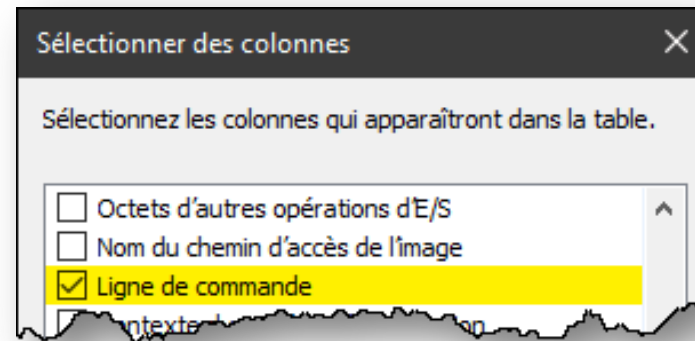 Sélectionner des colonnes
Sélectionnez les colonnes qui apparaîtront dans la table.
Octets d'autres opérations d'E/S
Nom du chemin d'accès de l'image
Ligne de commande